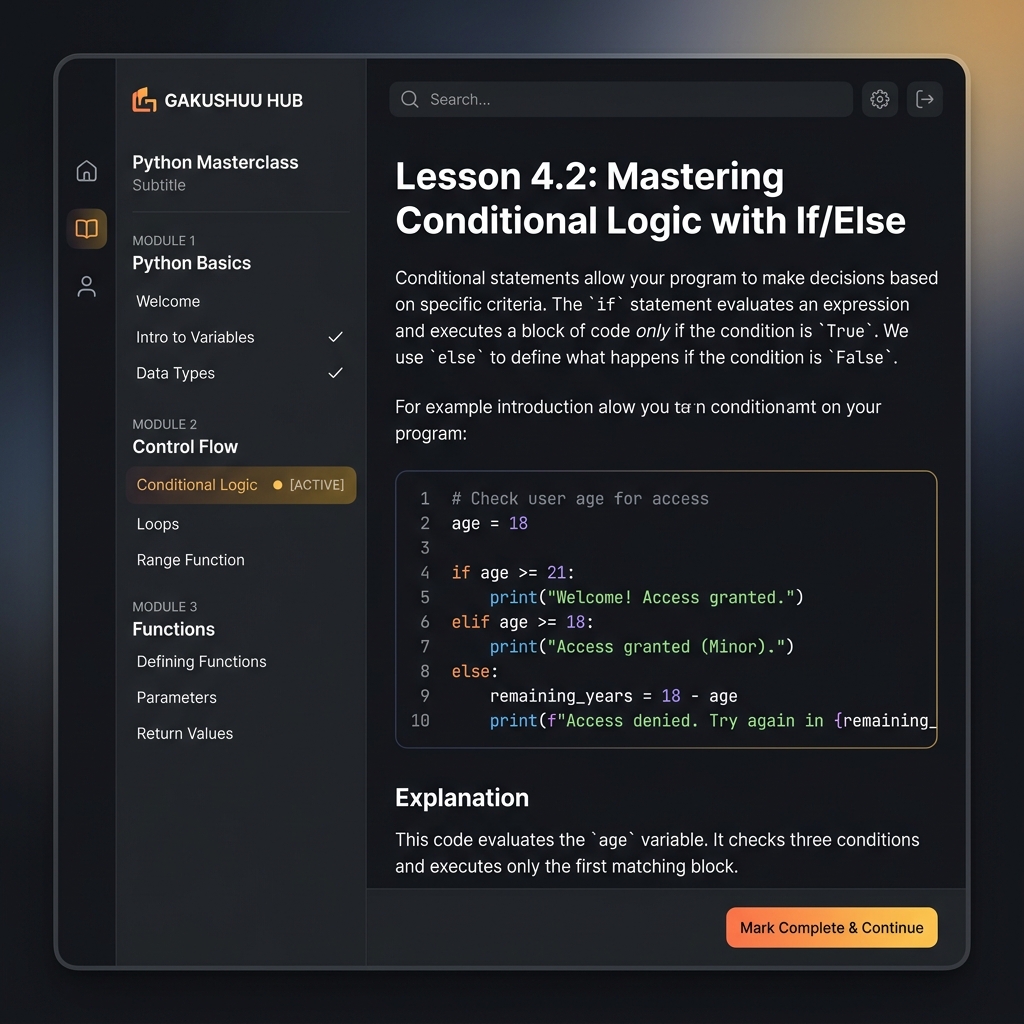 GAKUSHUU HUB
Python Masterclass
Subtitle
MODULE 1
Python Basics
Welcome
Intro to Variables
Data Types
MODULE 2
Control Flow
Conditional Logic [ACTIVE]
Loops
Range Function
MODULE 3
Functions
Defining Functions
Parameters
Return Values
Search...
Lesson 4.2: Mastering
Conditional Logic with If/Else
Conditional statements allow your program to make decisions based
on specific criteria. The `if` statement evaluates an expression
and executes a block of code only if the condition is `True`. We
use `else` to define what happens if the condition is `False`.
For example introduction alow you conditionamt on your
program:
1 # Check user age for access
2 age = 18
3
4 if age >= 21:
5     print("Welcome! Access granted.")
6 elif age >= 18:
7     print("Access granted (Minor).")
8 else:
9     remaining_years = 18 - age
10     print(f"Access denied. Try again in {remaining_
Explanation
This code evaluates the `age` variable. It checks three conditions
and executes only the first matching block.
Mark Complete & Continue